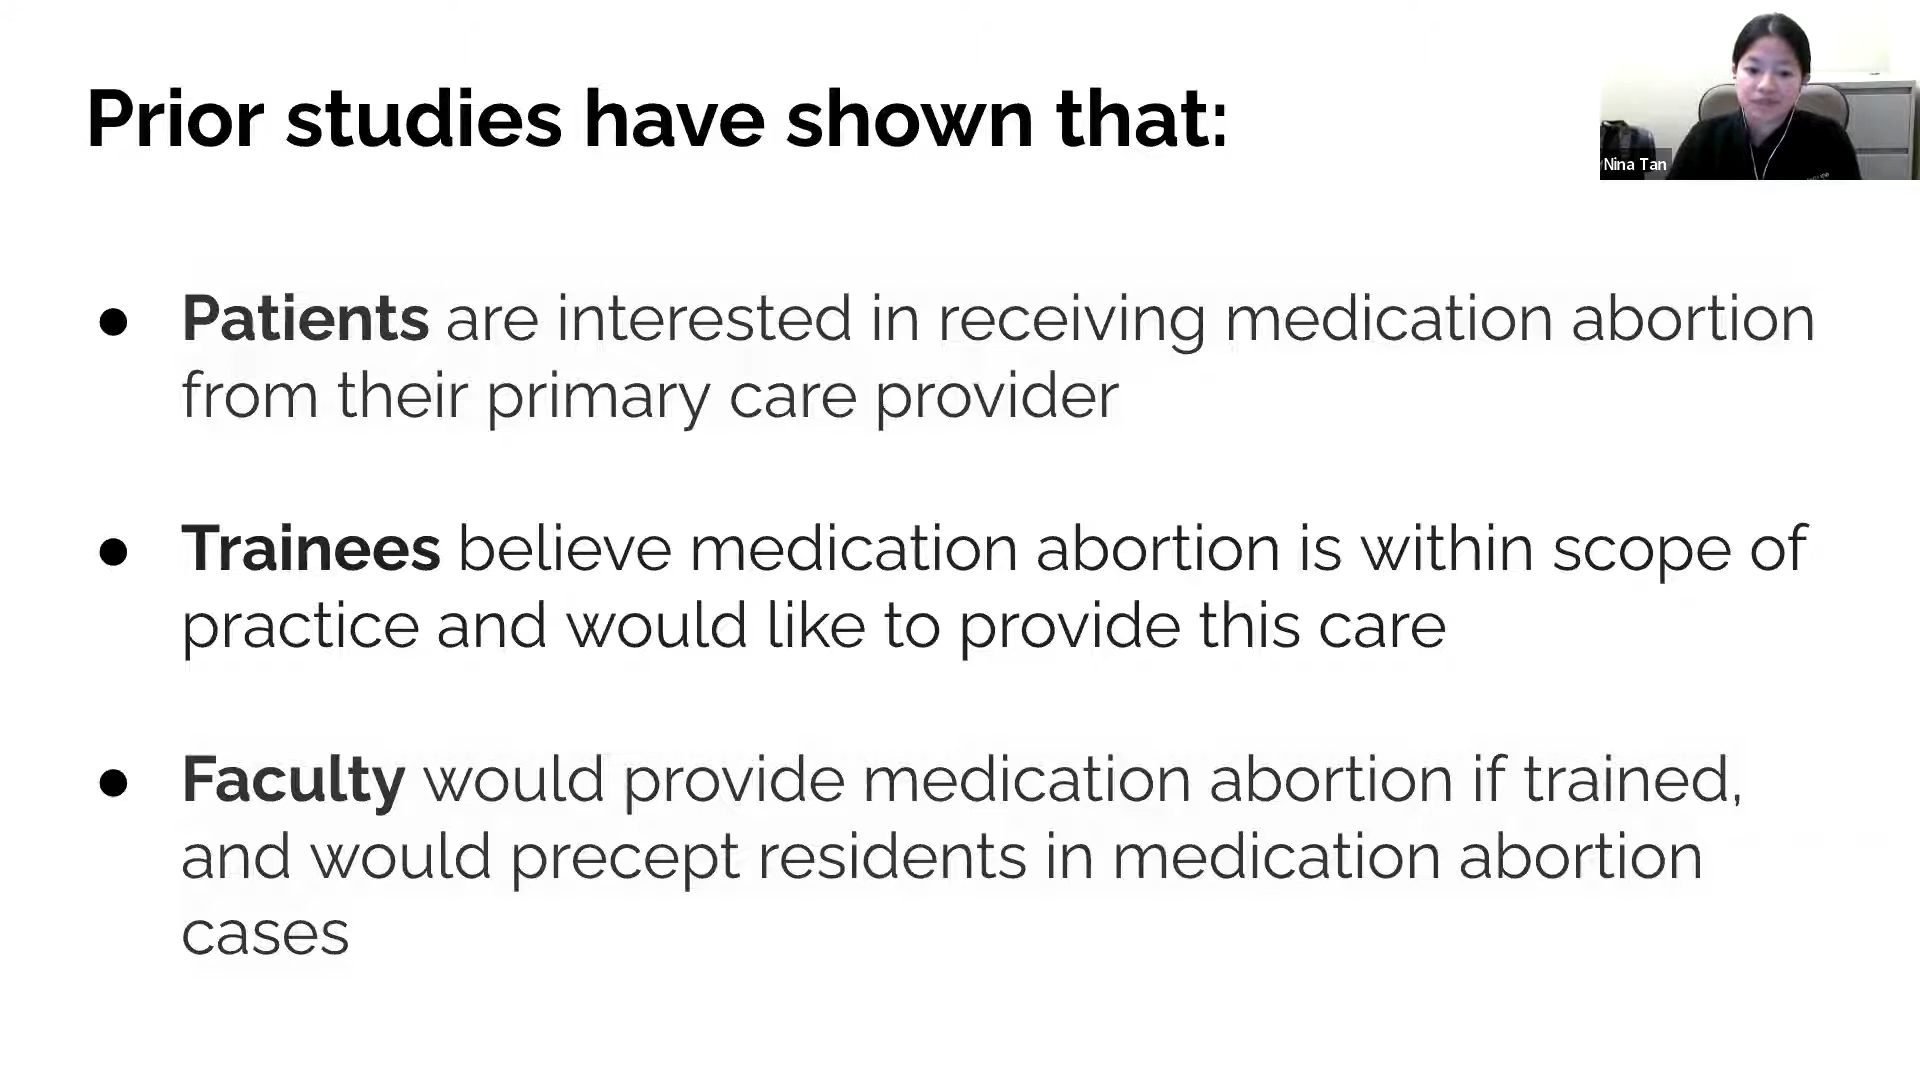 Prior studies have shown that:
Nina Tan
● Patients are interested in receiving medication abortion
from their primary care provider
● Trainees believe medication abortion is within scope of
practice and would like to provide this care
● Faculty would provide medication abortion if trained,
and would precept residents in medication abortion
cases